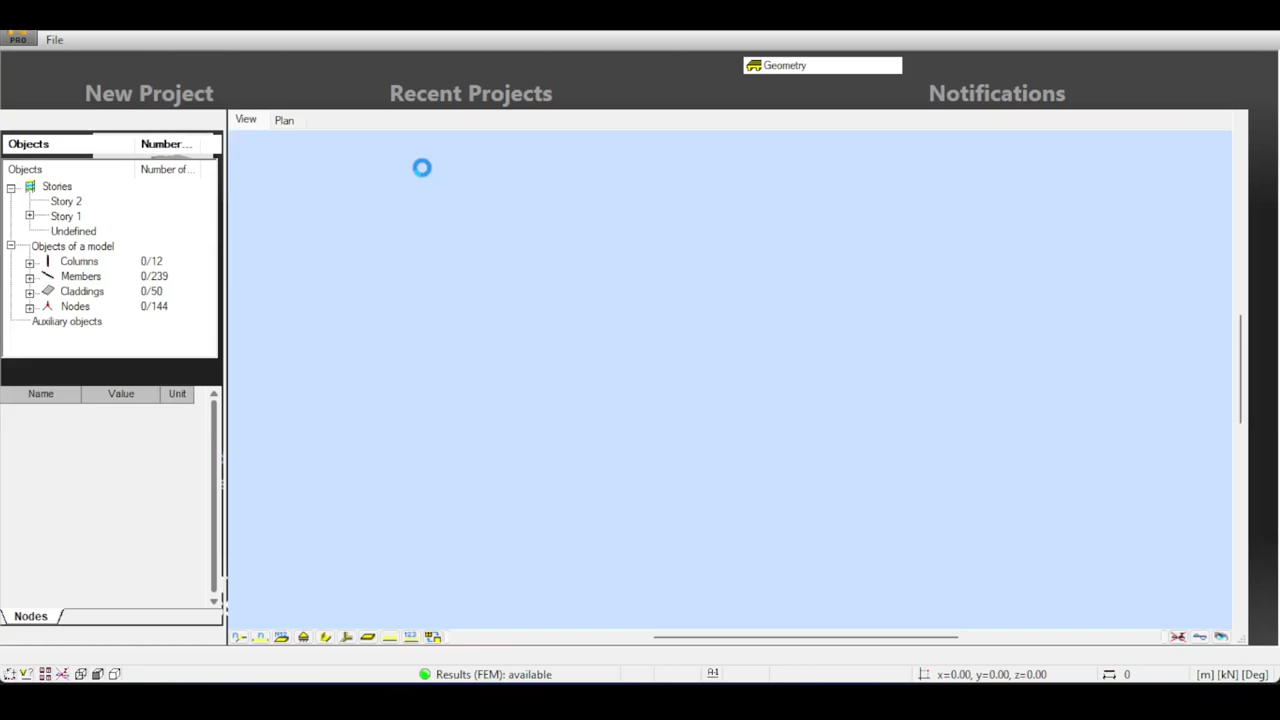 PRO File
Geometry
New Project Recent Projects Notifications
View Plan
Objects Number...
Objects Number of...
Stories
Story 2
Story 1
Undefined
Objects of a model
Columns 0/12
Members 0/239
Claddings 0/50
Nodes 0/144
Auxiliary objects
Name Value Unit
Nodes
Results (FEM): available x=0.00, y=0.00, z=0.00 0 [m] [kN] [Deg]